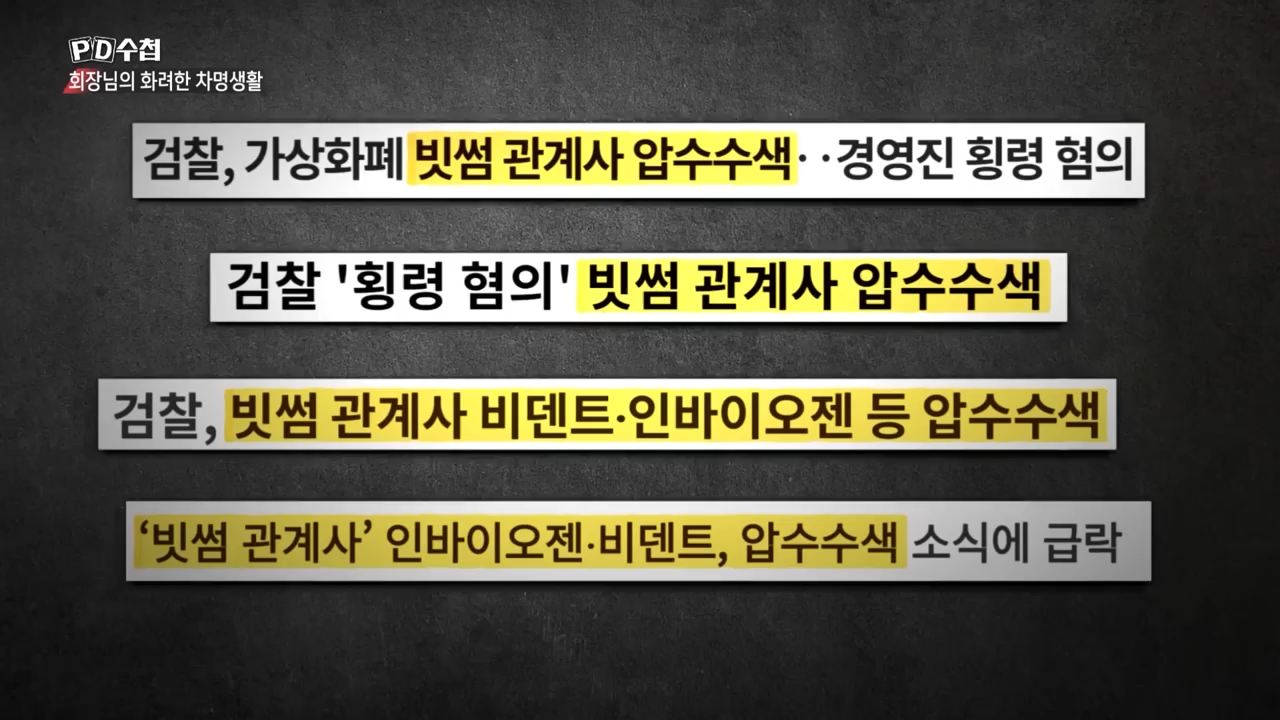 PD수첩
회장님의 화려한 차명생활
검찰, 가상화폐 빗썸 관계사 압수수색··경영진 횡령 혐의
검찰 '횡령 혐의' 빗썸 관계사 압수수색
검찰, 빗썸 관계사 비덴트·인바이오젠 등 압수수색
‘빗썸 관계사’ 인바이오젠·비덴트, 압수수색 소식에 급락